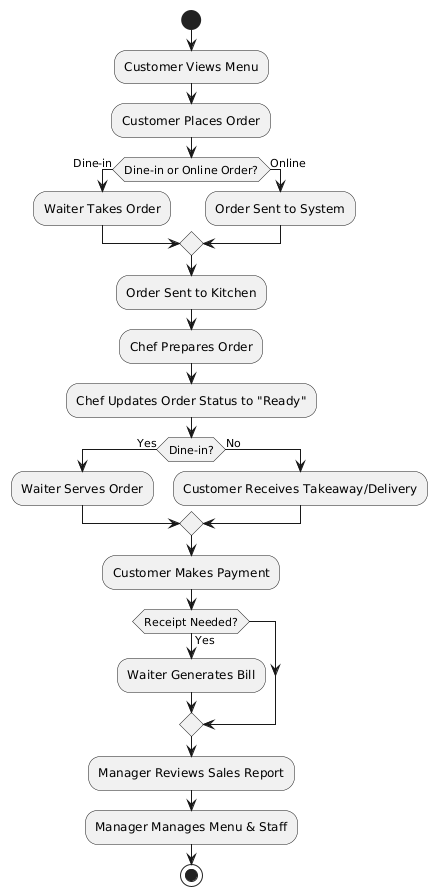 Customer Views Menu
Customer Places Order
Dine-in
Dine-in or Online Order?
Online
Waiter Takes Order
Order Sent to System
Order Sent to Kitchen
Chef Prepares Order
Chef Updates Order Status to "Ready"
Yes
Dine-in?
No
Waiter Serves Order
Customer Receives Takeaway/Delivery
Customer Makes Payment
Receipt Needed?
Yes
Waiter Generates Bill
Manager Reviews Sales Report
Manager Manages Menu & Staff